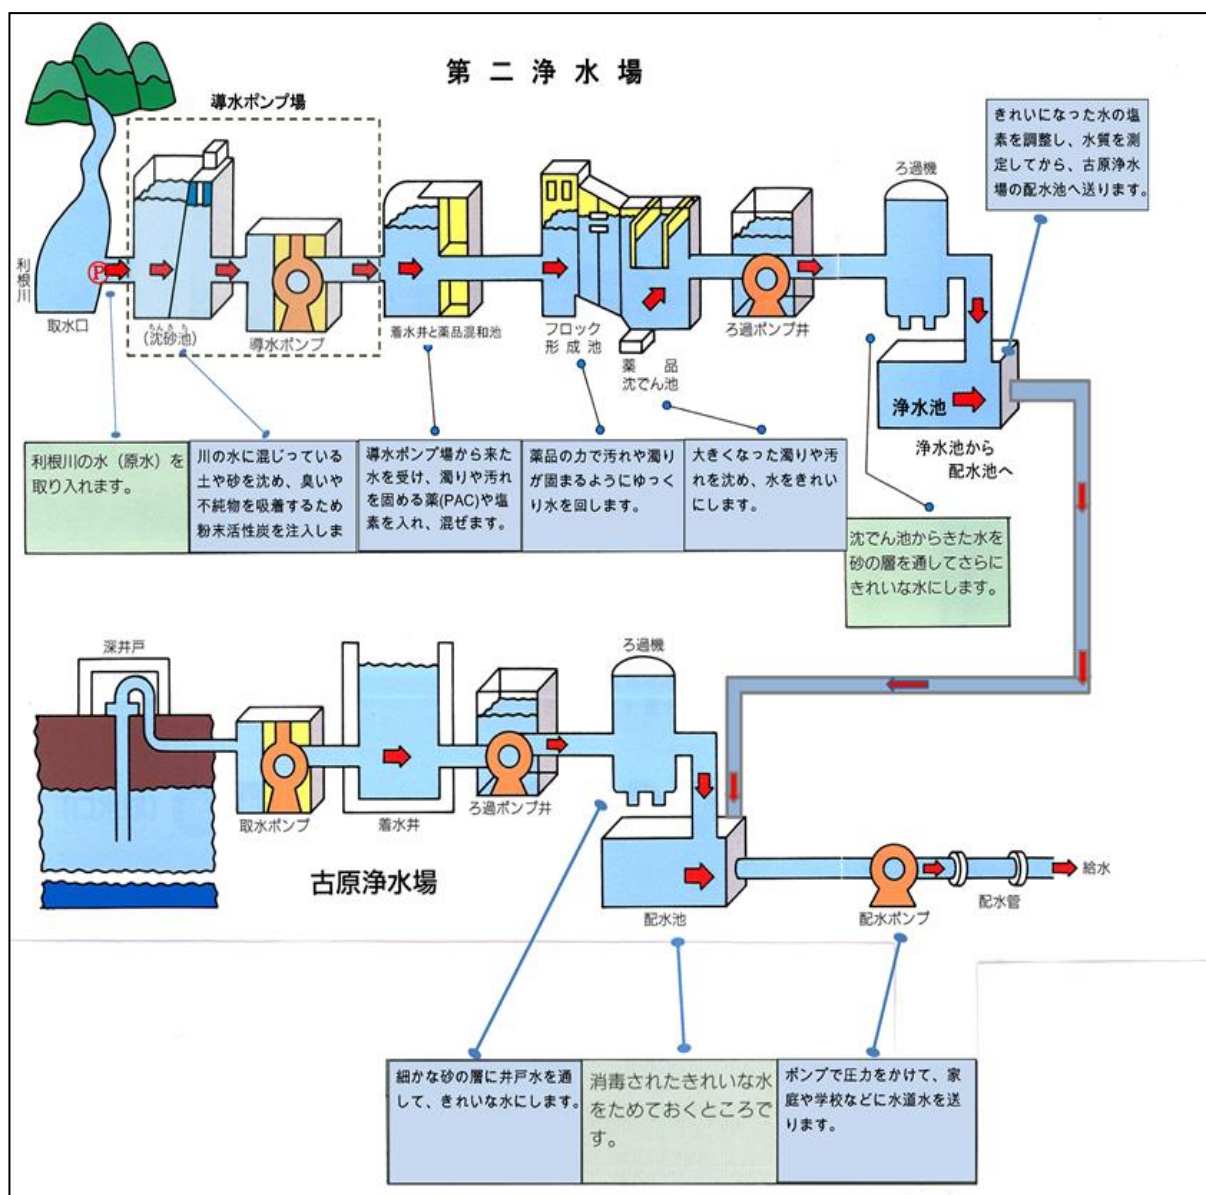 第二浄水場
導水ポンプ場
きれいになった水の塩
素を調整し、水質を測
定してから、古原浄水
場の配水池へ送ります。
ろ過機
利根川
Ⓟ
取水口
ちんさち
(沈砂池)
導水ポンプ
着水井と薬品混和池
フロック
形成池
薬品
沈でん池
ろ過ポンプ井
浄水池
浄水池から
配水池へ
利根川の水（原水）を
取り入れます。
川の水に混じっている
土や砂を沈め、臭いや
不純物を吸着するため
粉末活性炭を注入しま
導水ポンプ場から来た
水を受け、濁りや汚れ
を固める薬(PAC)や塩
素を入れ、混ぜます。
薬品の力で汚れや濁り
が固まるようにゆっく
り水を回します。
大きくなった濁りや汚
れを沈め、水をきれい
にします。
沈でん池からきた水を
砂の層を通してさらに
きれいな水にします。
深井戸
ろ過機
取水ポンプ
着水井
ろ過ポンプ井
古原浄水場
配水池
配水ポンプ
配水管
給水
細かな砂の層に井戸水を通
して、きれいな水にします。
消毒されたきれいな水
をためておくところで
す。
ポンプで圧力をかけて、家
庭や学校などに水道水を送
ります。